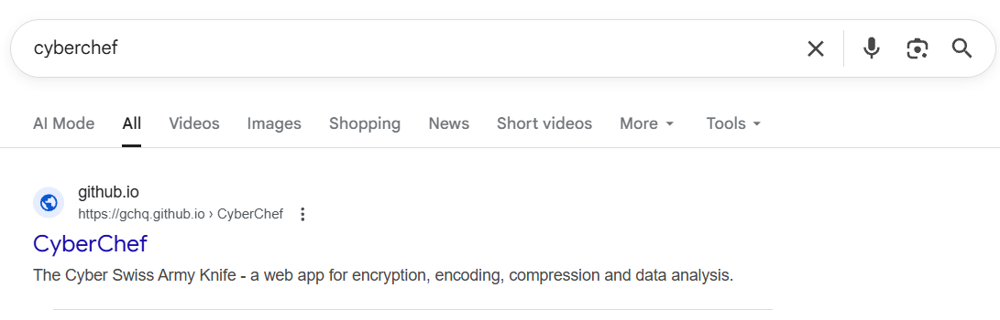 cyberchef
AI Mode All Videos Images Shopping News Short videos More Tools
github.io
https://gchq.github.io › CyberChef
CyberChef
The Cyber Swiss Army Knife - a web app for encryption, encoding, compression and data analysis.